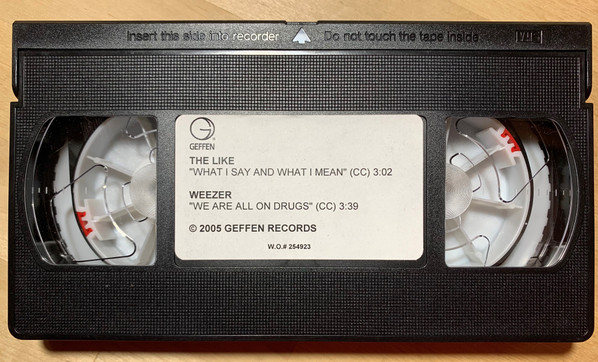 Insert this side into recorder Do not touch the tape inside VHS
GEFFEN
THE LIKE
"WHAT I SAY AND WHAT I MEAN" (CC) 3:02
WEEZER
"WE ARE ALL ON DRUGS" (CC) 3:39
© 2005 GEFFEN RECORDS
W.O.# 254923